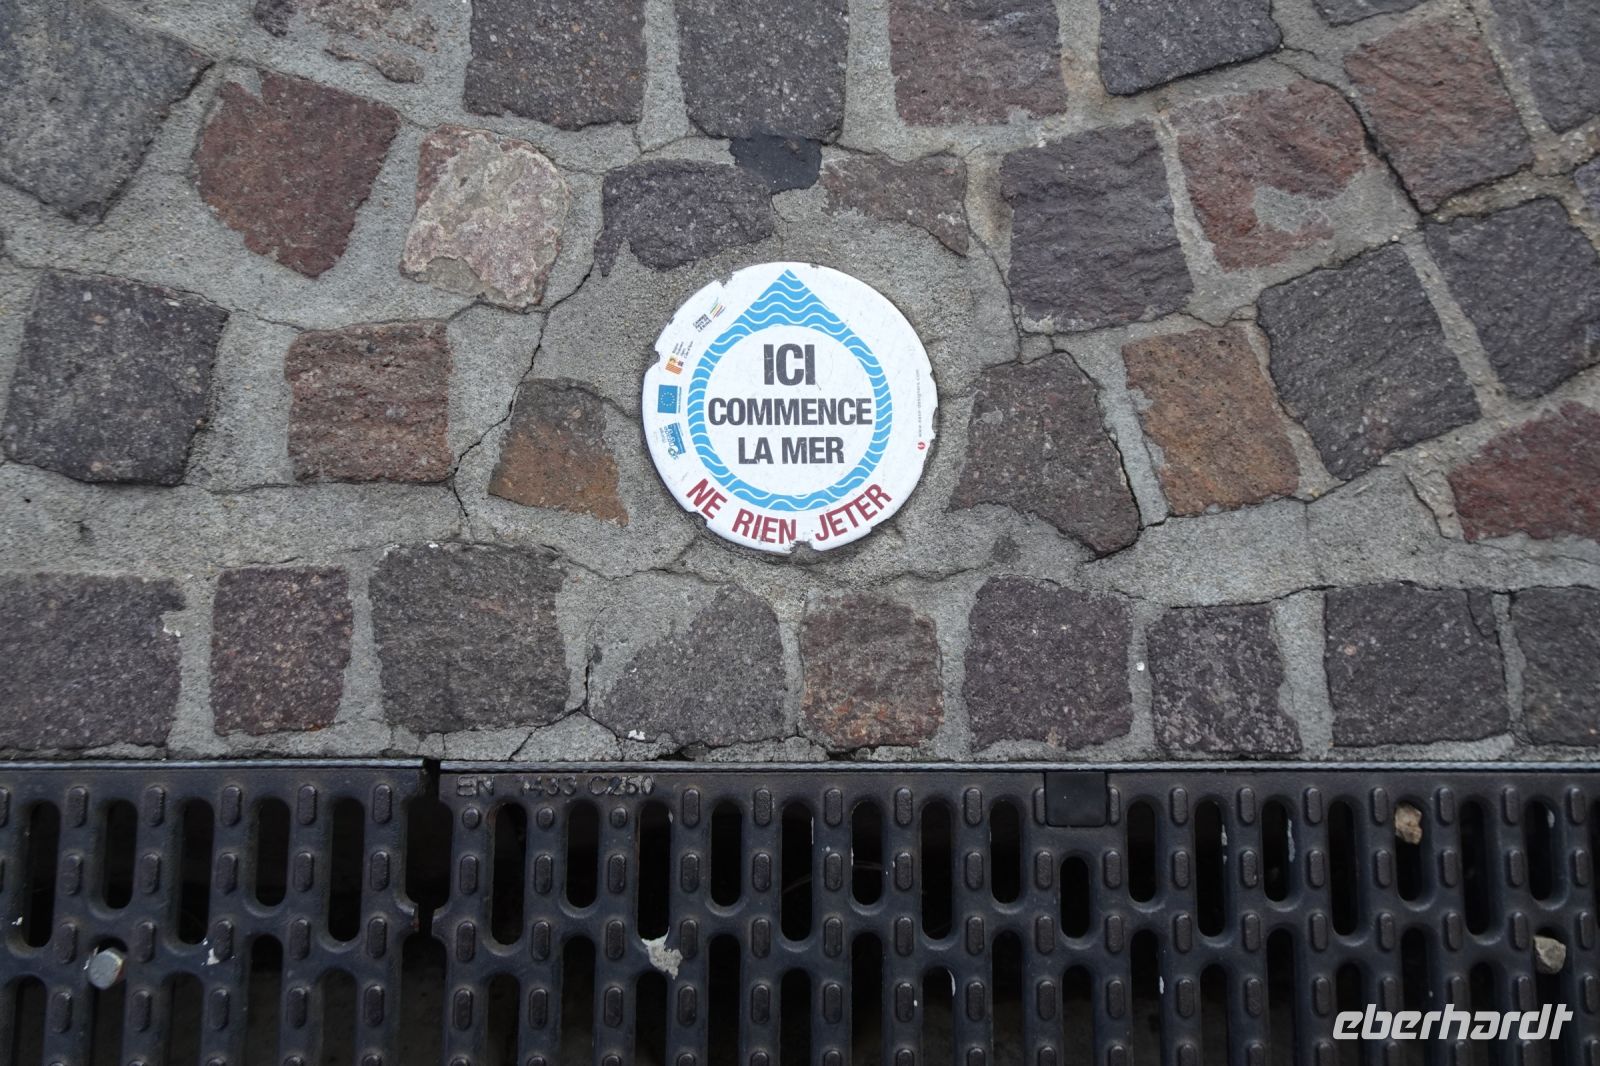 ICI
COMMENCE
LA MER
NE RIEN JETER
EN 1433 C250
eberhardt